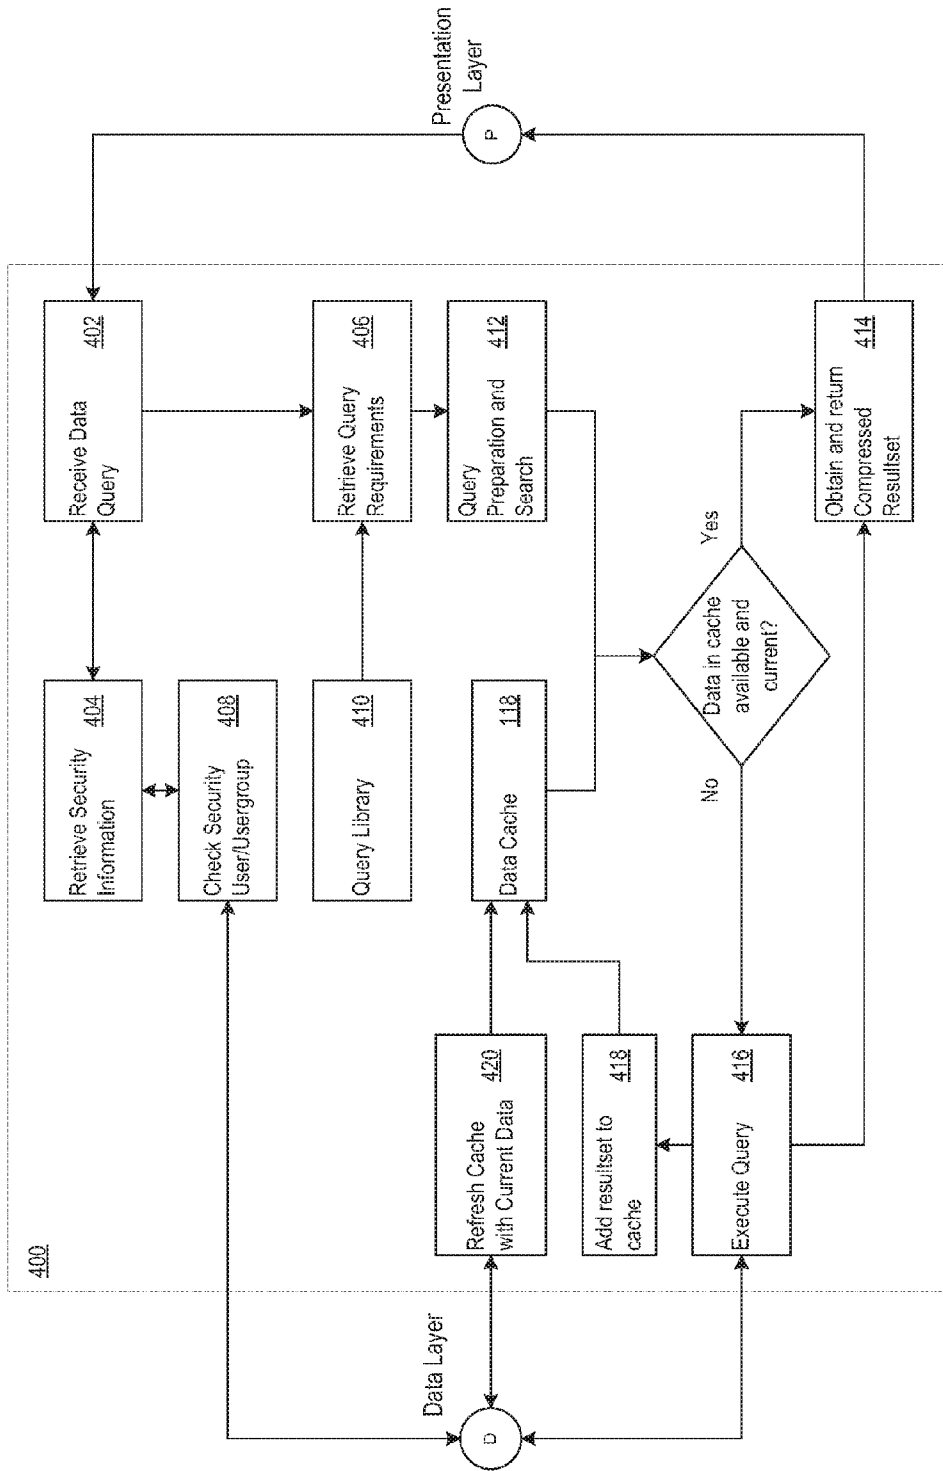 400
Data Layer
D
Retrieve Security
Information
404
Receive Data
Query
402
Check Security
User/Usergroup
408
Query Library
410
Retrieve Query
Requirements
406
Refresh Cache
with Current Data
420
Data Cache
118
Query
Preparation and
Search
412
Add resultset to
cache
418
Execute Query
416
No
Data in cache
available and
current?
Yes
Obtain and return
Compressed
Resultset
414
Presentation
Layer
P